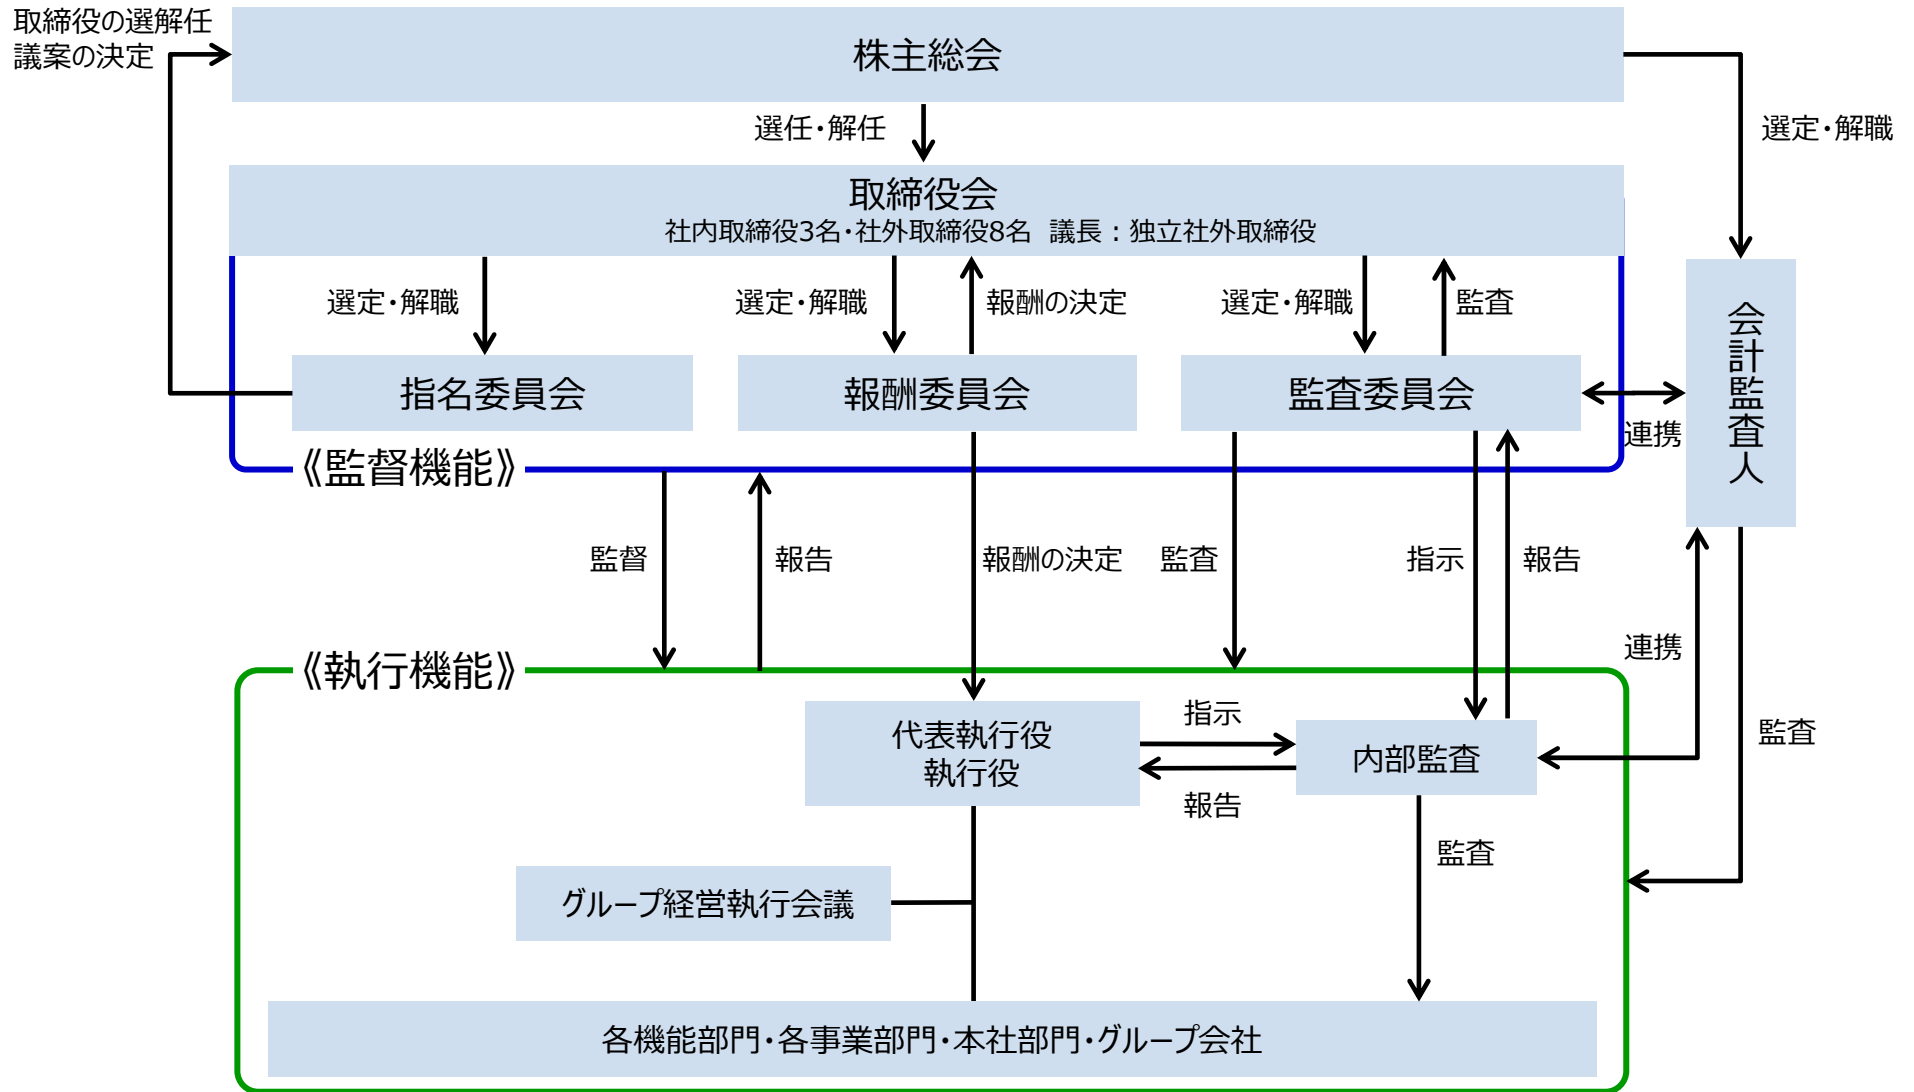 取締役の選解任
議案の決定
株主総会
選任・解任
選定・解職
取締役会
社内取締役3名・社外取締役8名 議長：独立社外取締役
選定・解職
選定・解職
報酬の決定
選定・解職
監査
会計監査人
指名委員会
報酬委員会
監査委員会
連携
《監督機能》
監督
報告
報酬の決定
監査
指示
報告
連携
《執行機能》
代表執行役
執行役
指示
報告
内部監査
監査
監査
グループ経営執行会議
各機能部門・各事業部門・本社部門・グループ会社